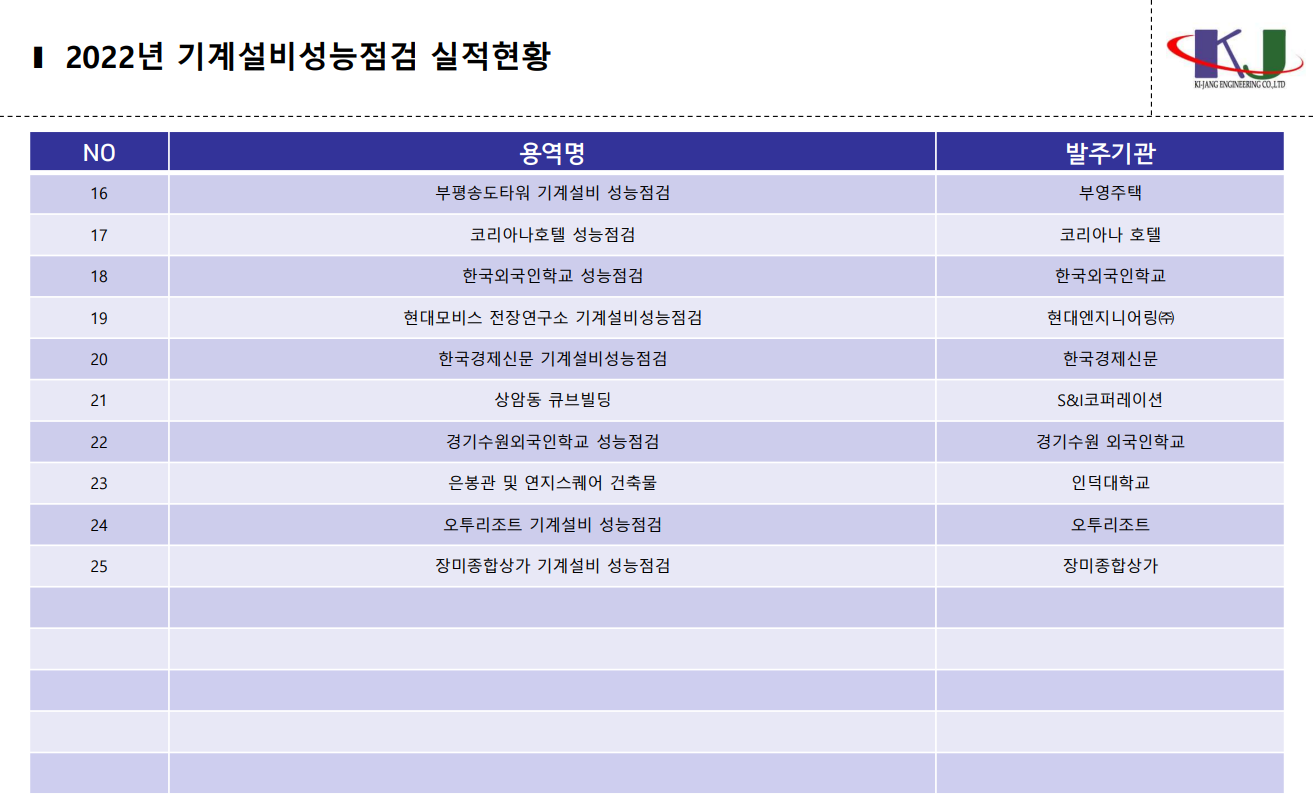 2022년 기계설비성능점검 실적현황
KJ
KI-JANG ENGINEERING CO.,LTD
NO 용역명 발주기관
16 부평송도타워 기계설비 성능점검 부영주택
17 코리아나호텔 성능점검 코리아나 호텔
18 한국외국인학교 성능점검 한국외국인학교
19 현대모비스 전장연구소 기계설비성능점검 현대엔지니어링㈜
20 한국경제신문 기계설비성능점검 한국경제신문
21 상암동 큐브빌딩 S&I코퍼레이션
22 경기수원외국인학교 성능점검 경기수원 외국인학교
23 은봉관 및 연지스퀘어 건축물 인덕대학교
24 오투리조트 기계설비 성능점검 오투리조트
25 장미종합상가 기계설비 성능점검 장미종합상가